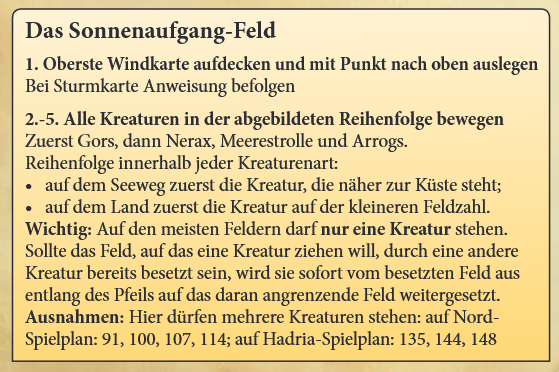 Das Sonnenaufgang-Feld
1. Oberste Windkarte aufdecken und mit Punkt nach oben auslegen
Bei Sturmkarte Anweisung befolgen
2.-5. Alle Kreaturen in der abgebildeten Reihenfolge bewegen
Zuerst Gors, dann Nerax, Meerestrolle und Arrogs.
Reihenfolge innerhalb jeder Kreaturenart:
• auf dem Seeweg zuerst die Kreatur, die näher zur Küste steht;
• auf dem Land zuerst die Kreatur auf der kleineren Feldzahl.
Wichtig: Auf den meisten Feldern darf nur eine Kreatur stehen.
Sollte das Feld, auf das eine Kreatur ziehen will, durch eine andere
Kreatur bereits besetzt sein, wird sie sofort vom besetzten Feld aus
entlang des Pfeils auf das daran angrenzende Feld weitergesetzt.
Ausnahmen: Hier dürfen mehrere Kreaturen stehen: auf Nord-
Spielplan: 91, 100, 107, 114; auf Hadria-Spielplan: 135, 144, 148